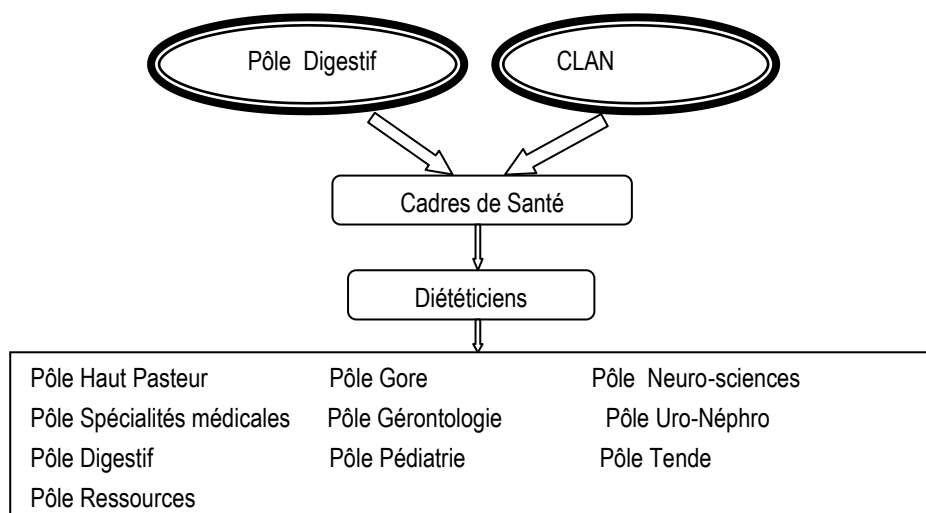 Pôle Digestif CLAN
Cadres de Santé
Diététiciens
Pôle Haut Pasteur Pôle Gore Pôle Neuro-sciences
Pôle Spécialités médicales Pôle Gérontologie Pôle Uro-Néphro
Pôle Digestif Pôle Pédiatrie Pôle Tende
Pôle Ressources